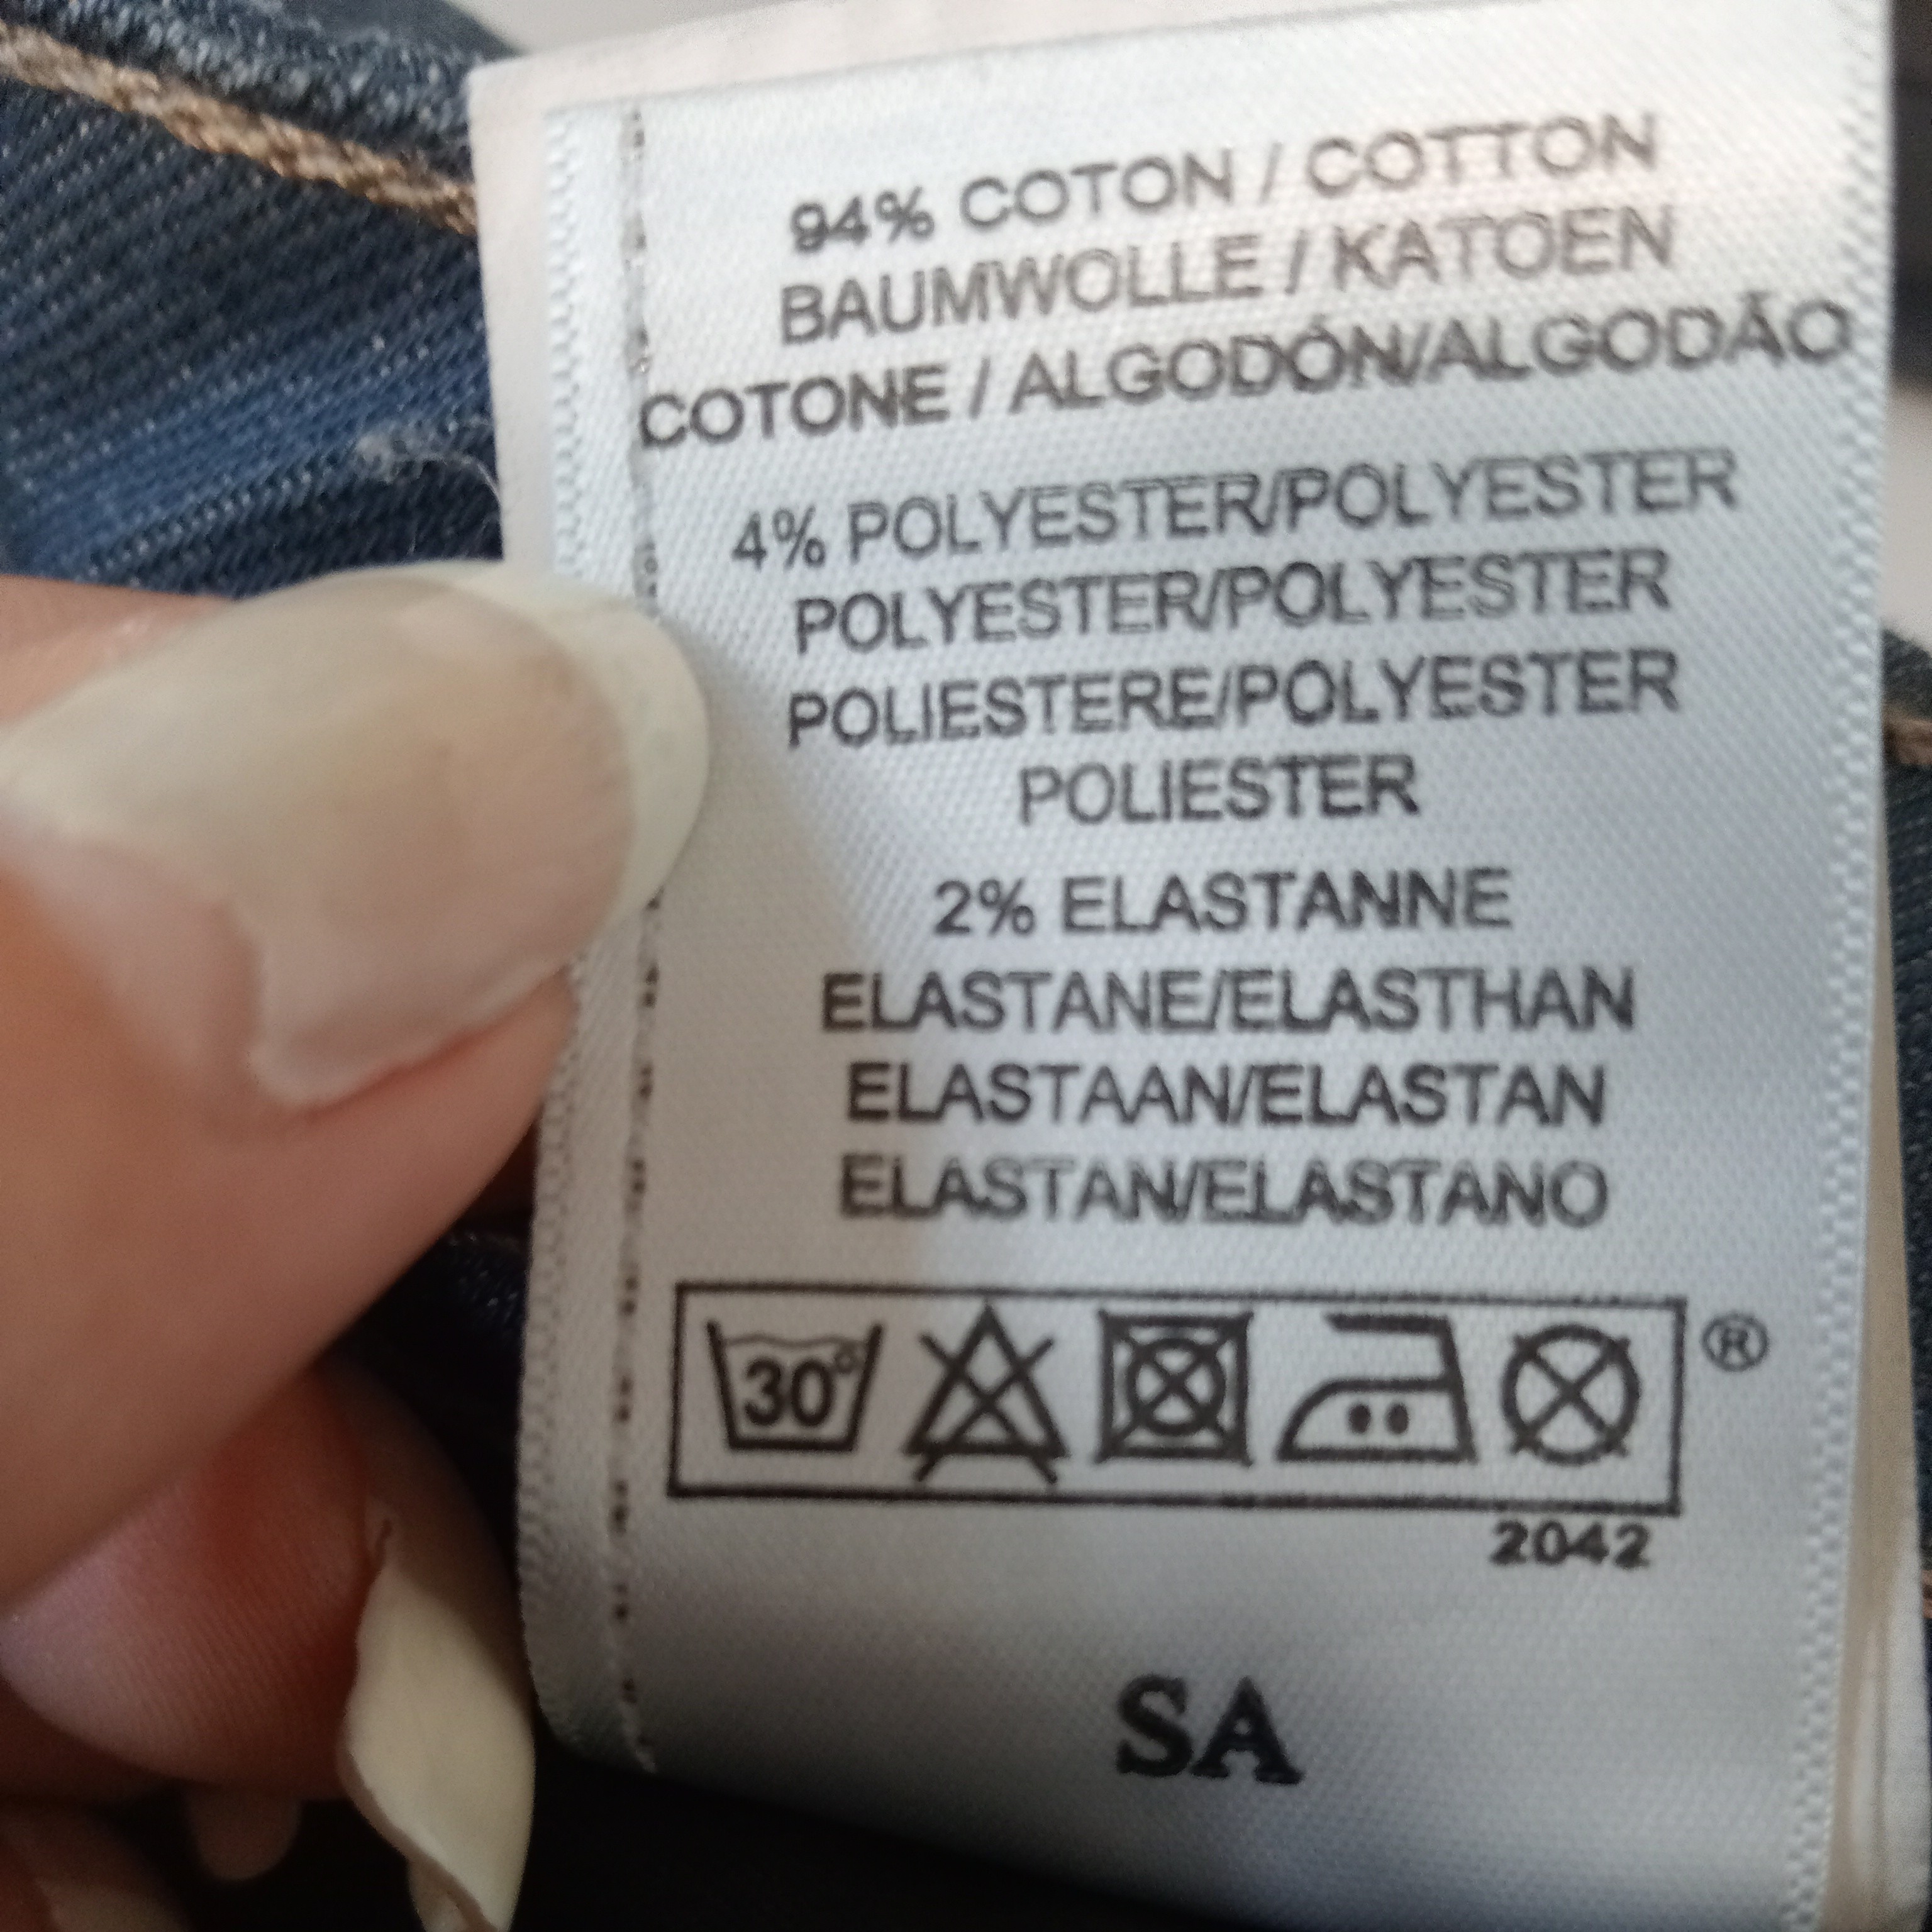 94% COTON / COTTON
BAUMWOLLE / KATOEN
COTONE / ALGODÓN/ALGODÃO
4% POLYESTER/POLYESTER
POLYESTER/POLYESTER
POLIESTERE/POLYESTER
POLIESTER
2% ELASTANNE
ELASTANE/ELASTHAN
ELASTAAN/ELASTAN
ELASTAN/ELASTANO
30° ®
2042
SA